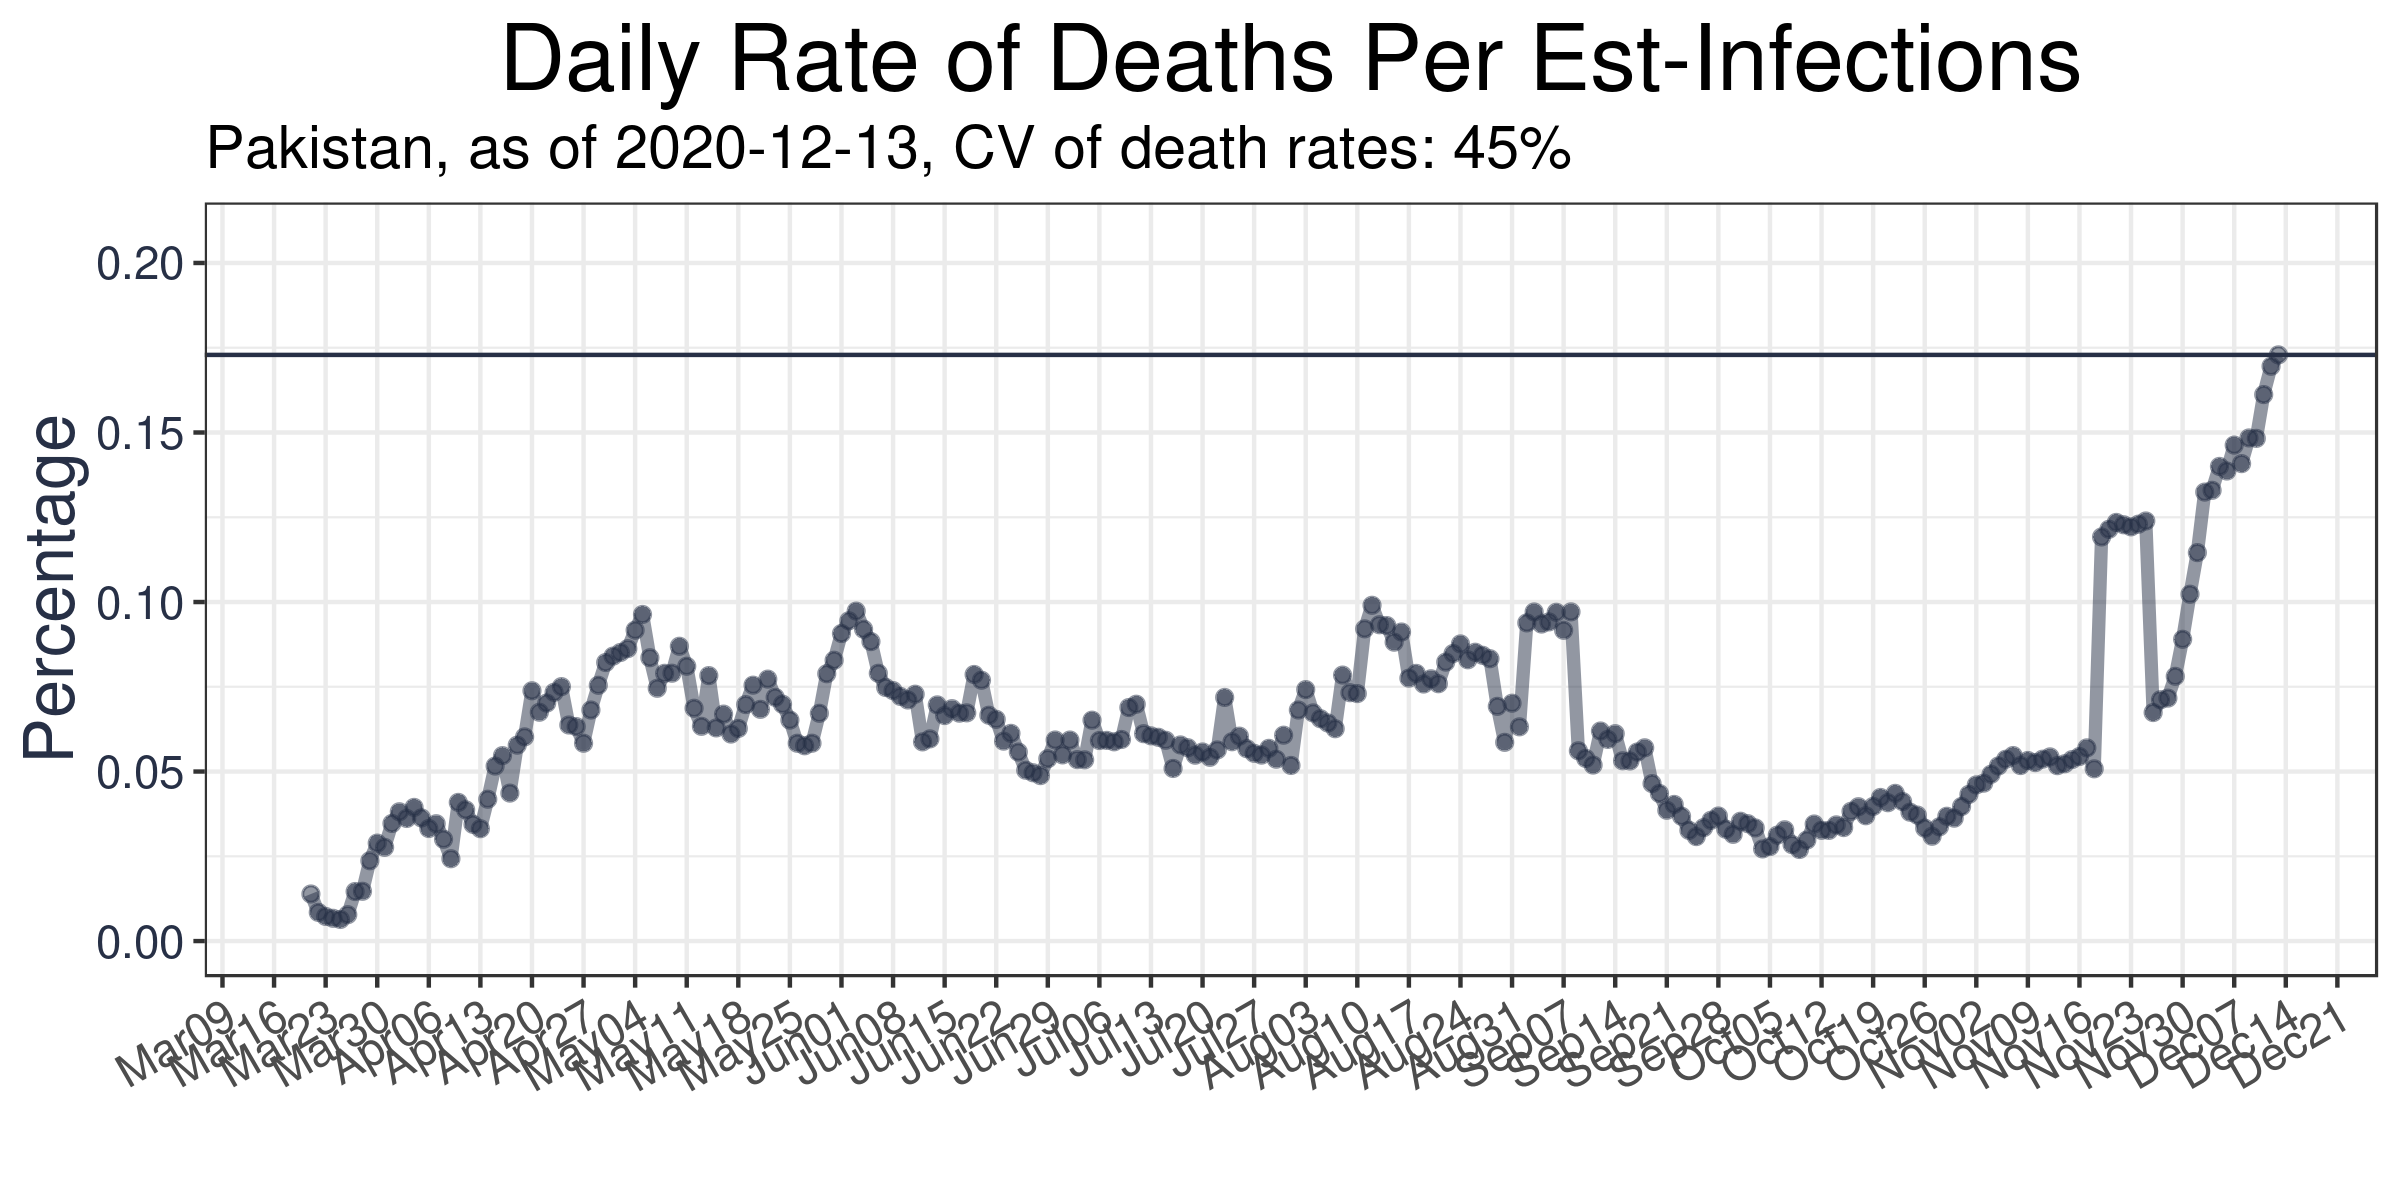 Daily Rate of Deaths Per Est-Infections
Pakistan, as of 2020-12-13, CV of death rates: 45%
Percentage
0.20
0.15
0.10
0.05
0.00
Mar09
Mar16
Mar23
Mar30
Apr06
Apr13
Apr20
Apr27
May04
May11
May18
May25
Jun01
Jun08
Jun15
Jun22
Jun29
Jul06
Jul13
Jul20
Jul27
Aug03
Aug10
Aug17
Aug24
Aug31
Sep07
Sep14
Sep21
Sep28
Oct05
Oct12
Oct19
Oct26
Nov02
Nov09
Nov16
Nov23
Nov30
Dec07
Dec14
Dec21